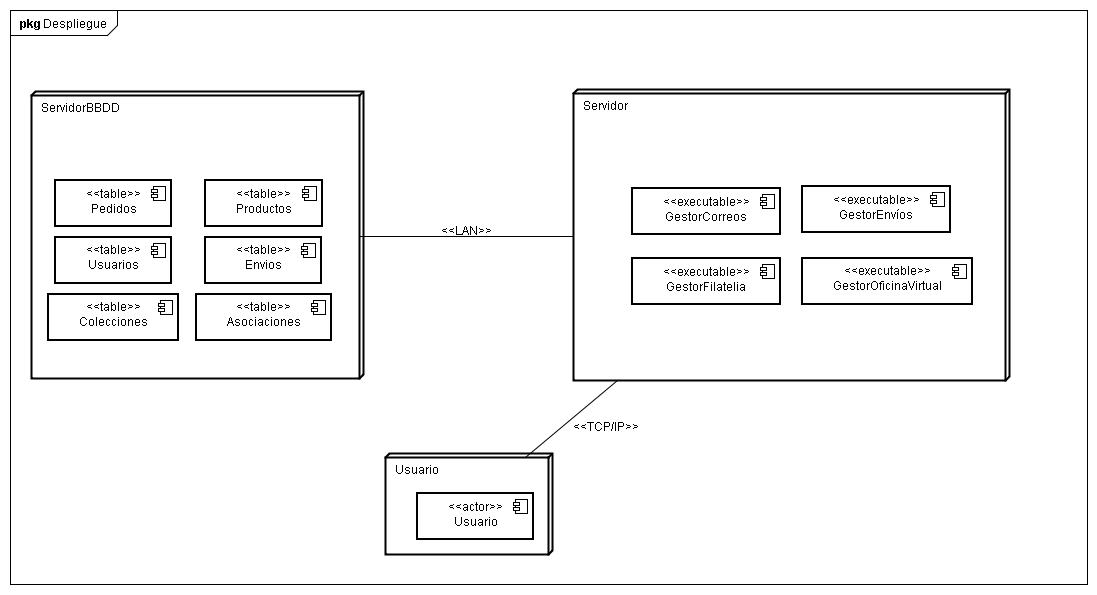 pkg Despliegue
ServidorBBDD
<<table>>
Pedidos
<<table>>
Productos
<<table>>
Usuarios
<<table>>
Envios
<<table>>
Colecciones
<<table>>
Asociaciones
<<LAN>>
Servidor
<<executable>>
GestorCorreos
<<executable>>
GestorEnvíos
<<executable>>
GestorFilatelia
<<executable>>
GestorOficinaVirtual
<<TCP/IP>>
Usuario
<<actor>>
Usuario